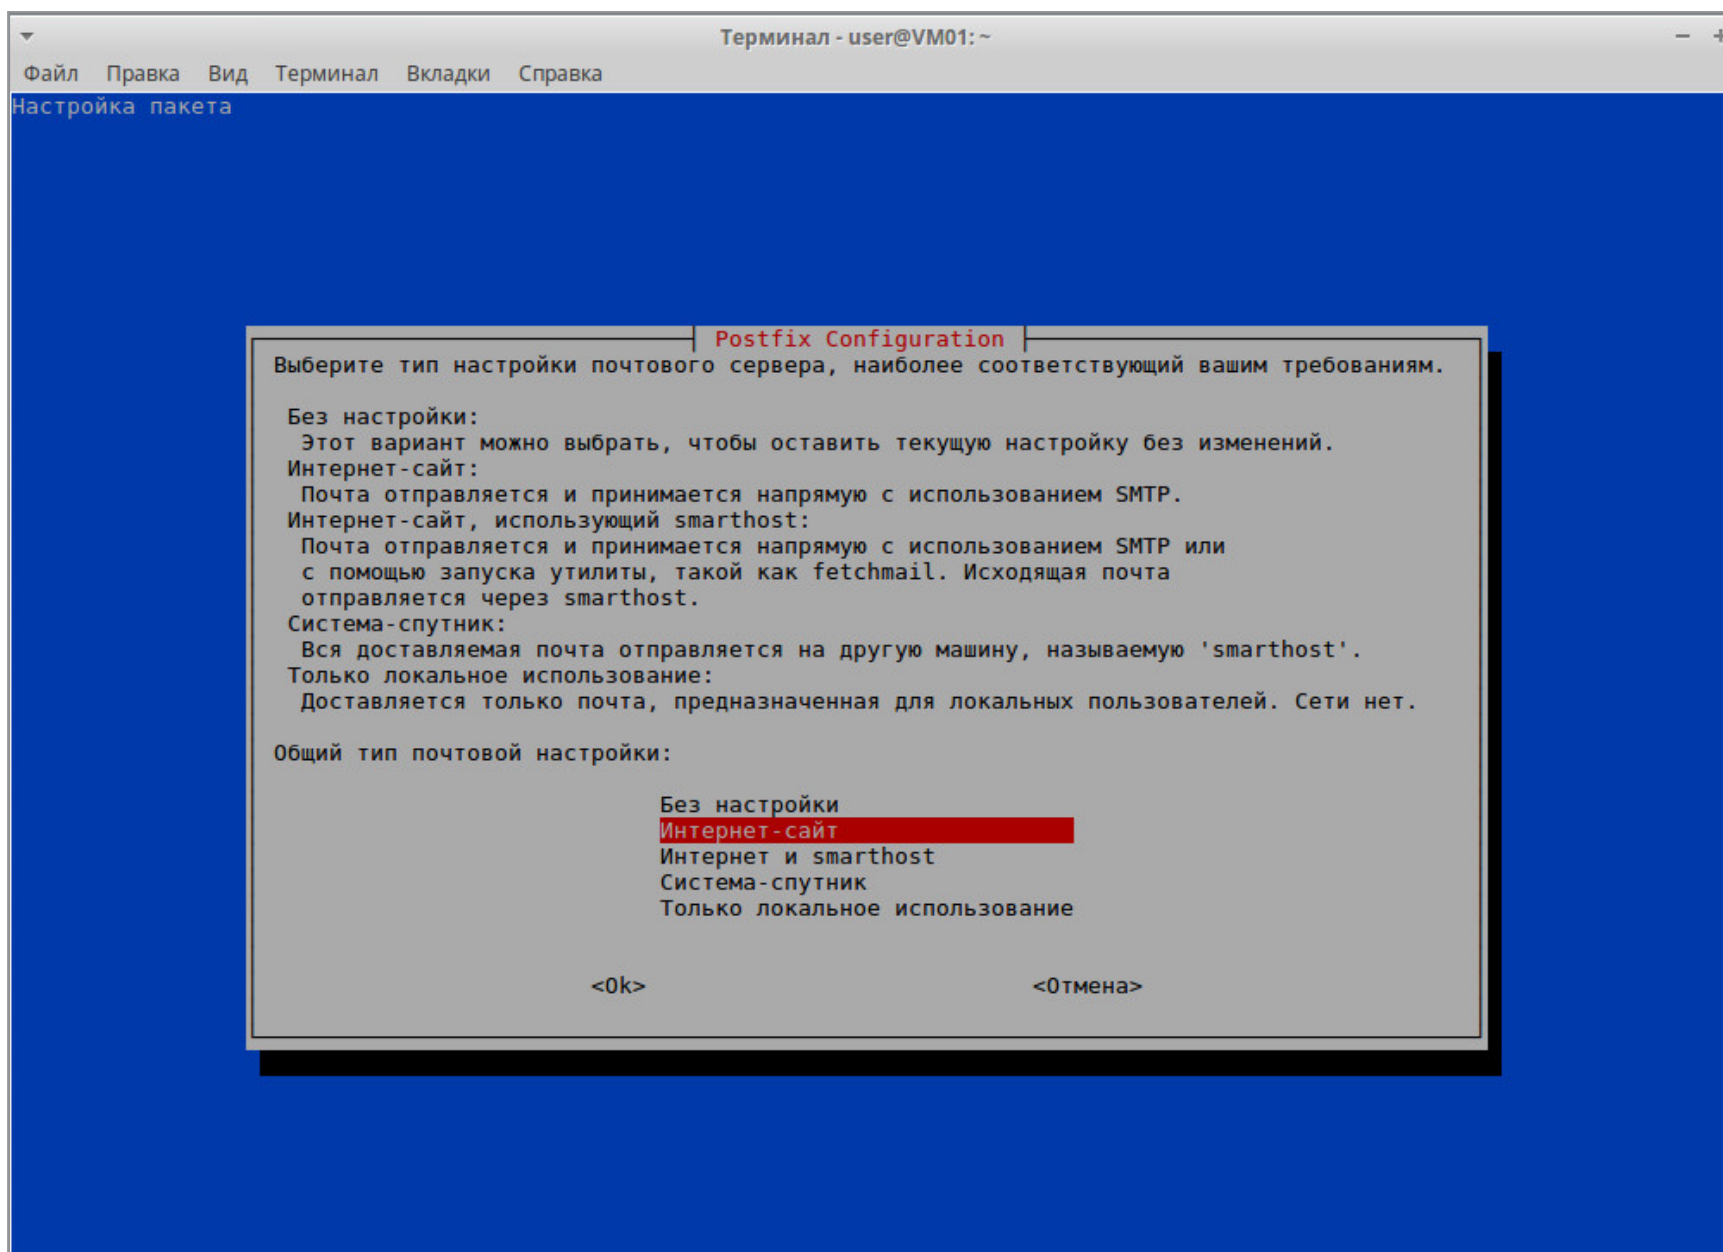 Терминал - user@VM01: ~
Файл Правка Вид Терминал Вкладки Справка
Настройка пакета
Postfix Configuration
Выберите тип настройки почтового сервера, наиболее соответствующий вашим требованиям.
Без настройки:
Этот вариант можно выбрать, чтобы оставить текущую настройку без изменений.
Интернет-сайт:
Почта отправляется и принимается напрямую с использованием SMTP.
Интернет-сайт, использующий smarthost:
Почта отправляется и принимается напрямую с использованием SMTP или
с помощью запуска утилиты, такой как fetchmail. Исходящая почта
отправляется через smarthost.
Система-спутник:
Вся доставляемая почта отправляется на другую машину, называемую 'smarthost'.
Только локальное использование:
Доставляется только почта, предназначенная для локальных пользователей. Сети нет.
Общий тип почтовой настройки:
Без настройки
Интернет-сайт
Интернет и smarthost
Система-спутник
Только локальное использование
<Ok> <Отмена>